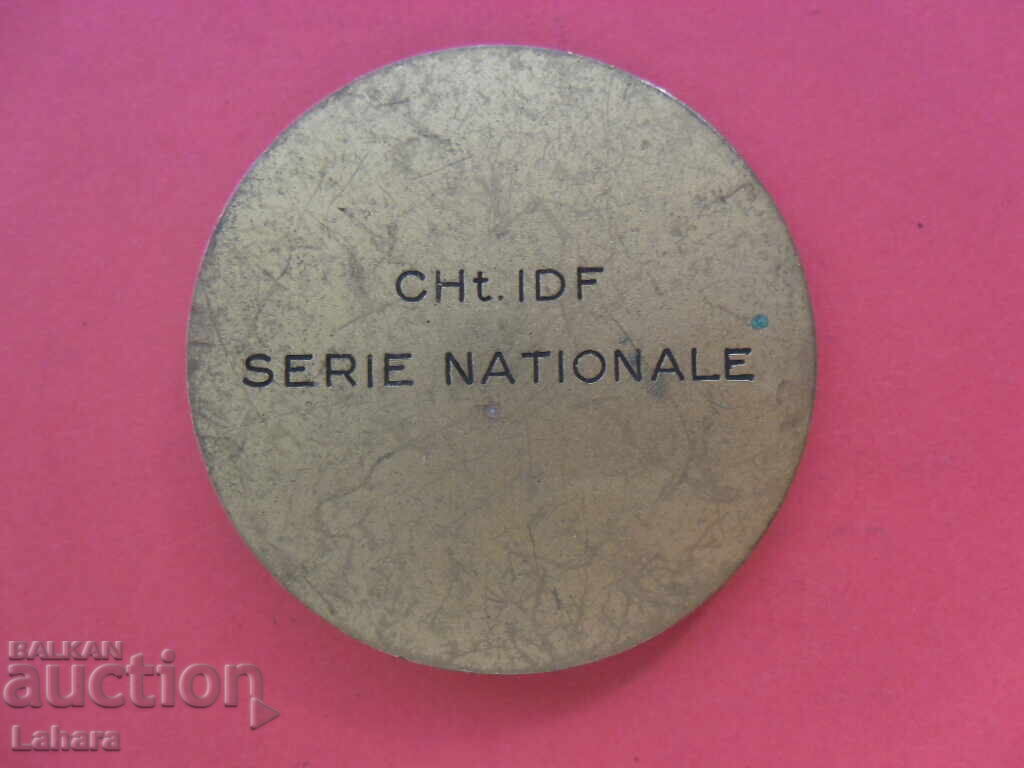 CHt. IDF
SERIE NATIONALE
BALKAN
auction
Lahara